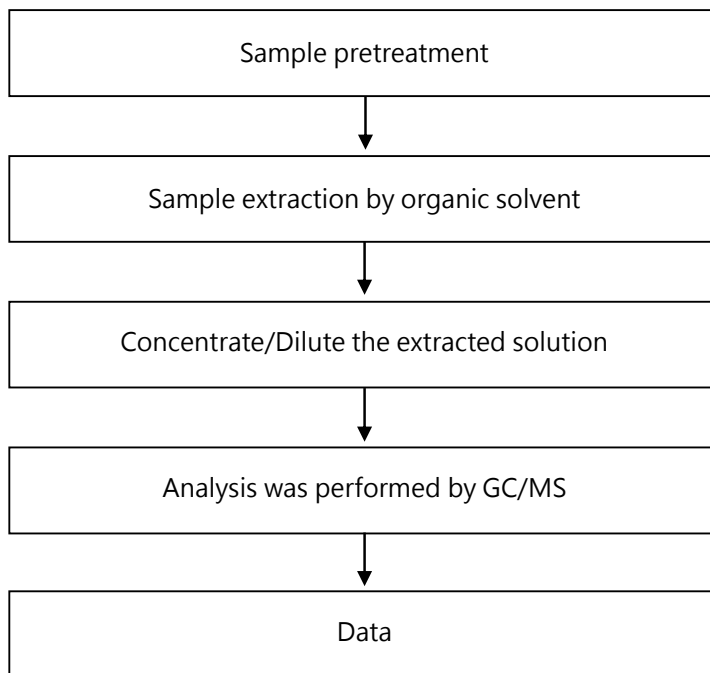 Sample pretreatment
Sample extraction by organic solvent
Concentrate/Dilute the extracted solution
Analysis was performed by GC/MS
Data